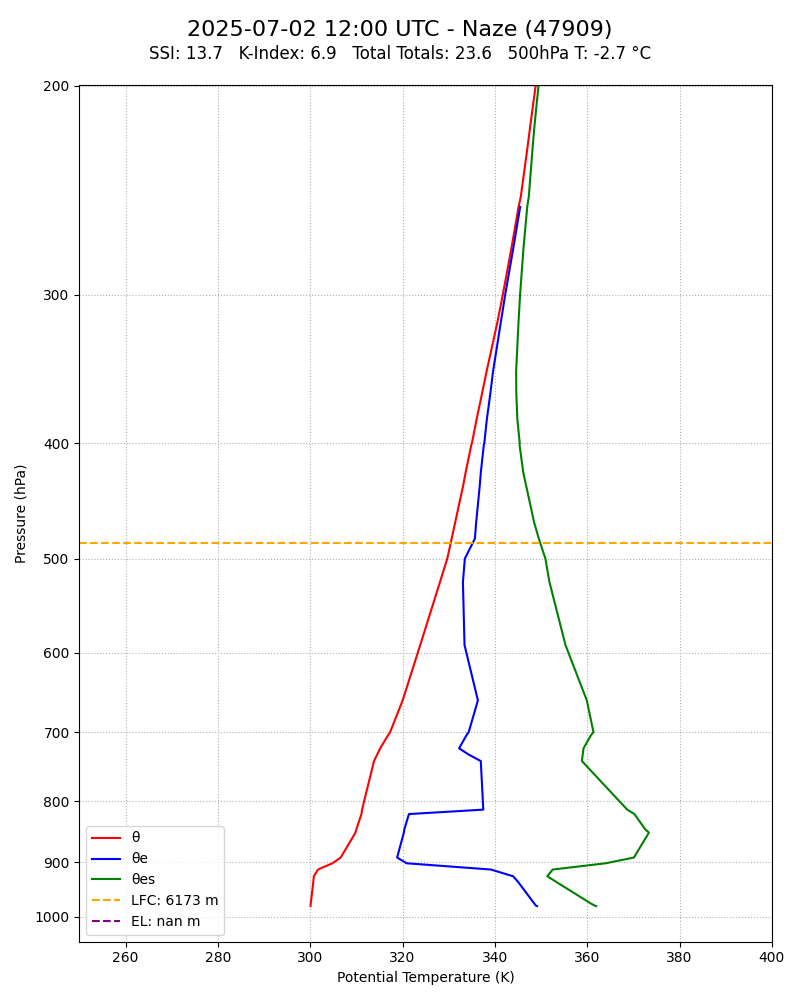 2025-07-02 12:00 UTC - Naze (47909)
SSI: 13.7   K-Index: 6.9   Total Totals: 23.6   500hPa T: -2.7 °C
200
300
400
500
600
700
800
900
1000
Pressure (hPa)
θ
θe
θes
LFC: 6173 m
EL: nan m
260 280 300 320 340 360 380 400
Potential Temperature (K)